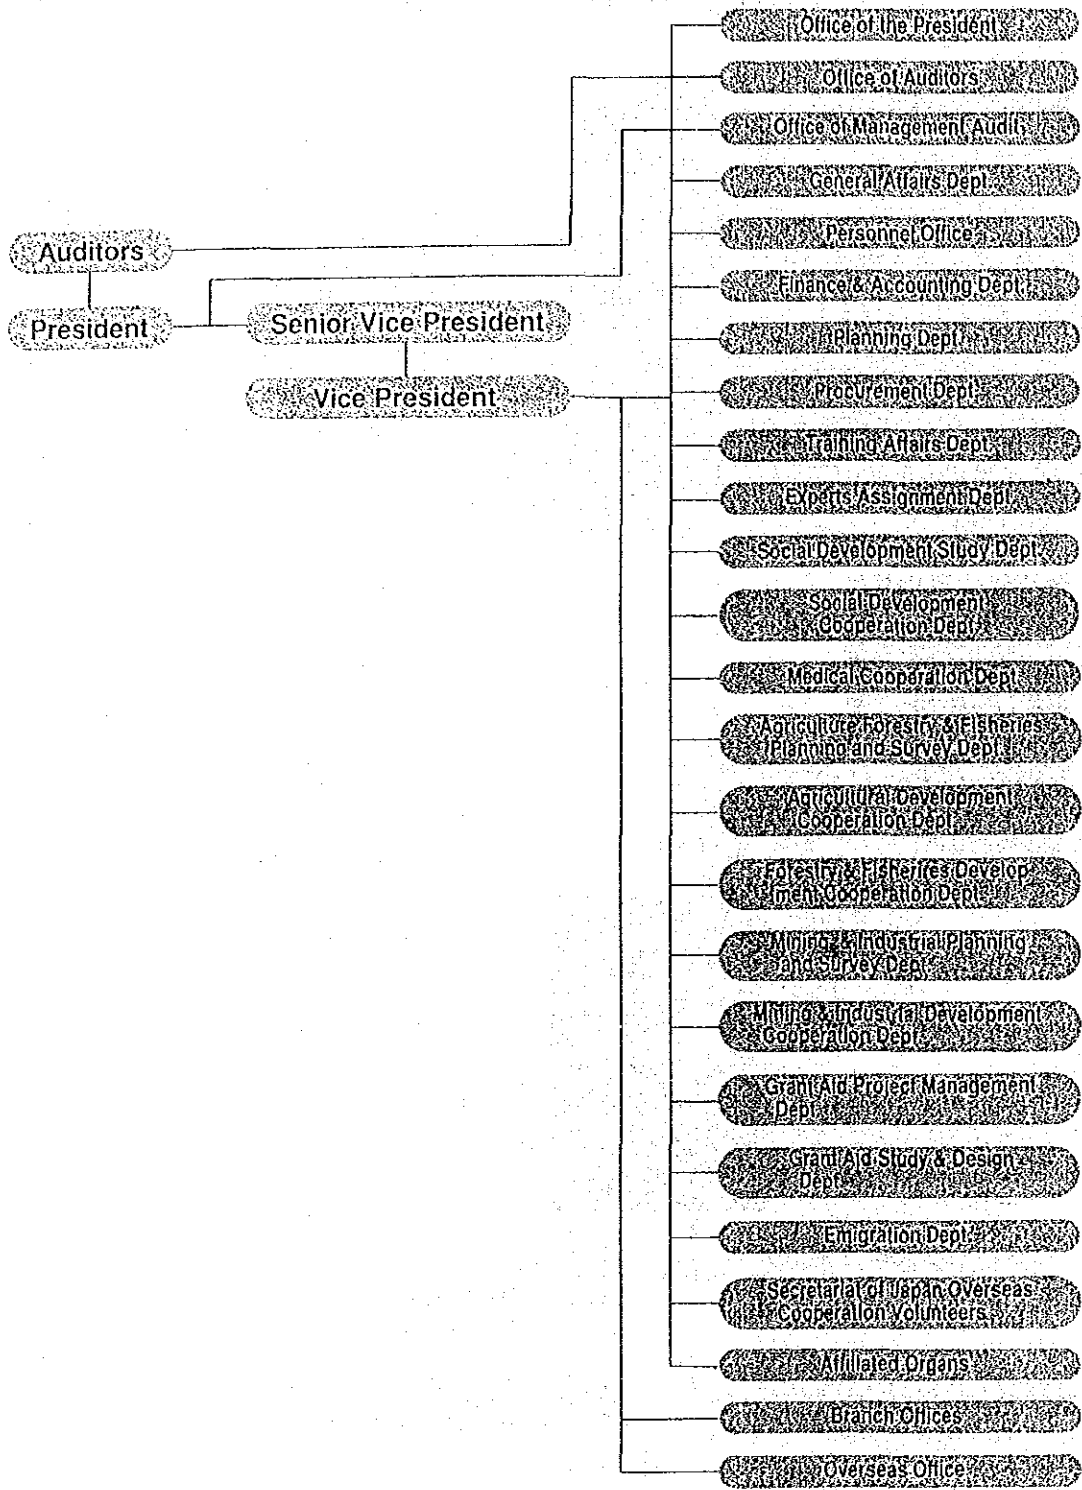 Auditors
President
Senior Vice President
Vice President
Office of the President
Office of Auditors
Office of Management Audit
General Affairs Dept.
Personnel Office
Finance & Accounting Dept.
Planning Dept.
Procurement Dept.
Training Affairs Dept.
Experts Assignment Dept.
Social Development Study Dept.
Social Development
Cooperation Dept.
Medical Cooperation Dept.
Agriculture Forestry & Fisheries
Planning and Survey Dept.
Agricultural Development
Cooperation Dept.
Forestry & Fisherires Develop
ment Cooperation Dept.
Mining & Industrial Planning
and Survey Dept.
Mining & Industrial Development
Cooperation Dept.
Grant Aid Project Management
Dept.
Grant Aid Study & Design
Dept.
Emigration Dept.
Secretariat of Japan Overseas
Cooperation Volunteers
Affiliated Organs
Branch Offices
Overseas Office